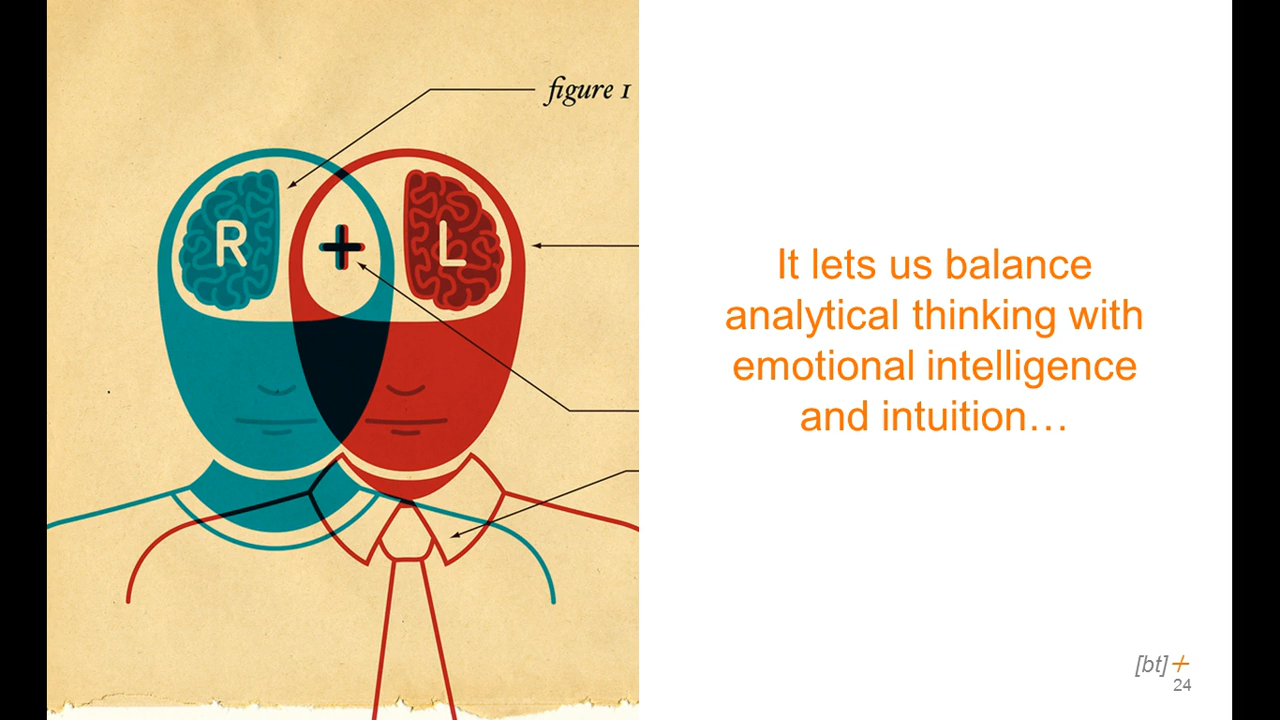 figure 1
R + L
It lets us balance
analytical thinking with
emotional intelligence
and intuition…
[bt]+
24